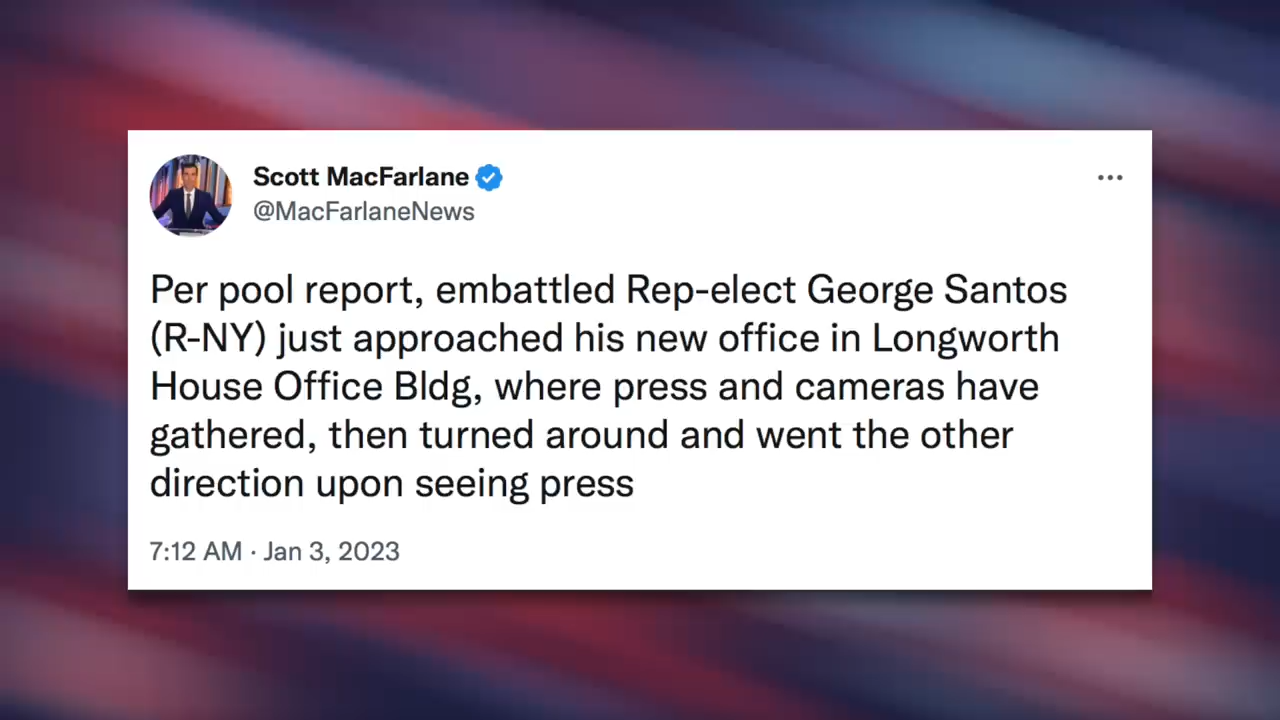 Scott MacFarlane
@MacFarlaneNews
Per pool report, embattled Rep-elect George Santos
(R-NY) just approached his new office in Longworth
House Office Bldg, where press and cameras have
gathered, then turned around and went the other
direction upon seeing press
7:12 AM · Jan 3, 2023